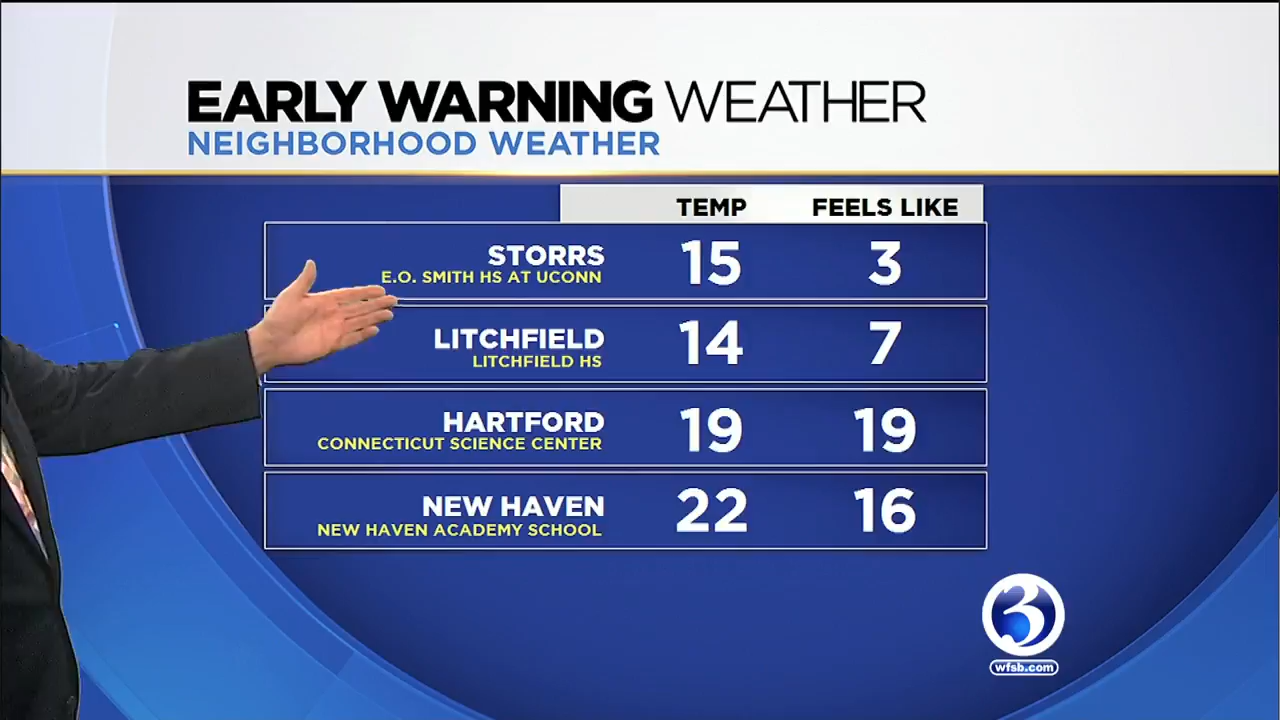 EARLY WARNING WEATHER
NEIGHBORHOOD WEATHER
TEMP FEELS LIKE
STORRS 15 3
E.O. SMITH HS AT UCONN
LITCHFIELD 14 7
LITCHFIELD HS
HARTFORD 19 19
CONNECTICUT SCIENCE CENTER
NEW HAVEN 22 16
NEW HAVEN ACADEMY SCHOOL
3
wfsb.com